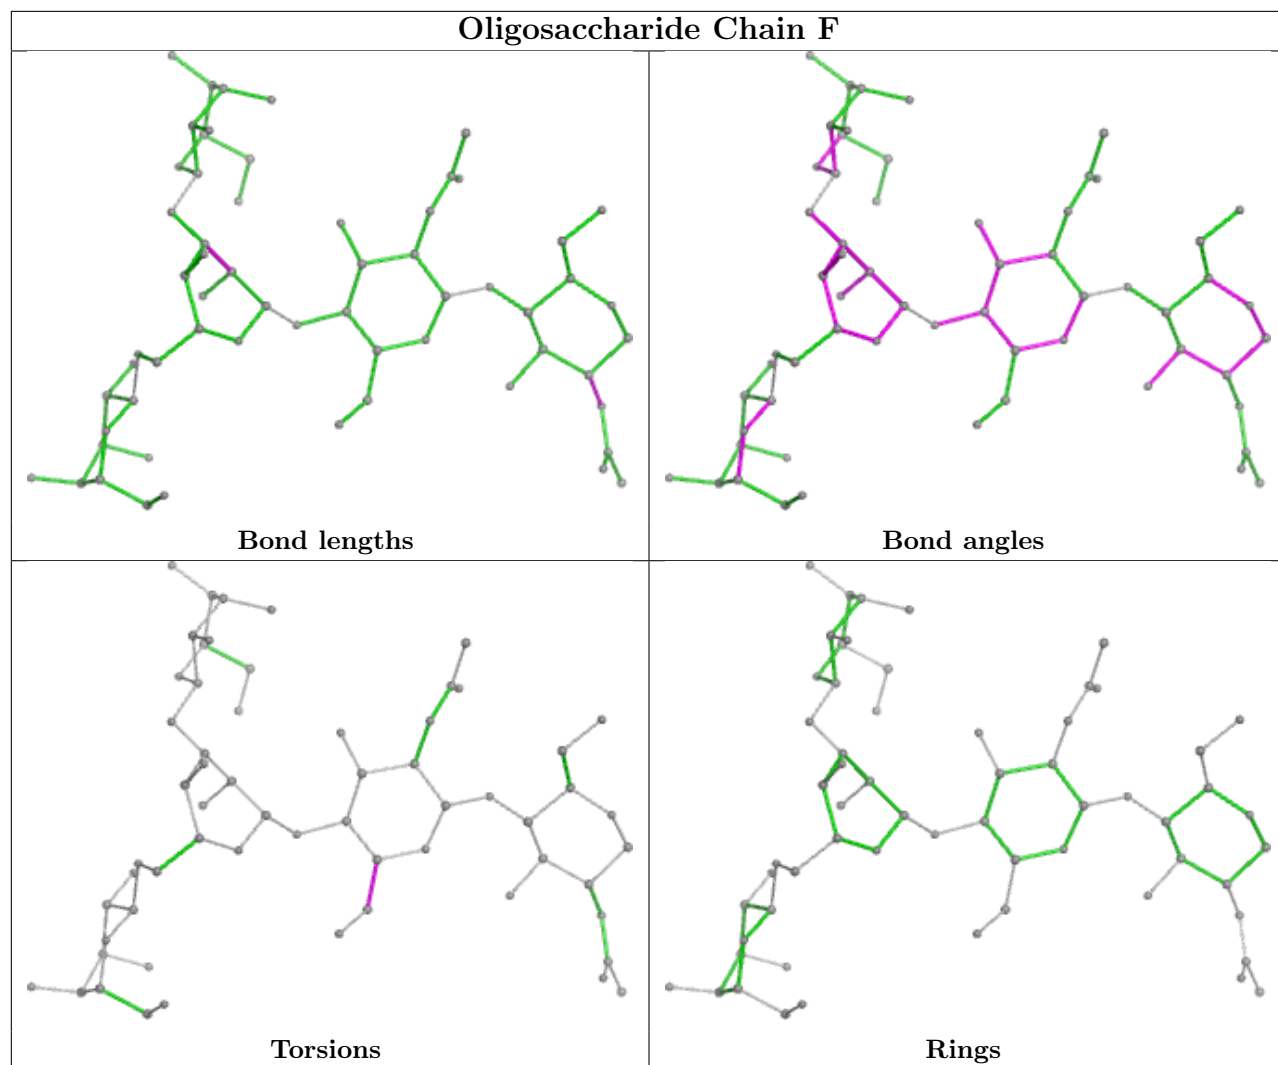 Oligosaccharide Chain F
Bond lengths
Bond angles
Torsions
Rings